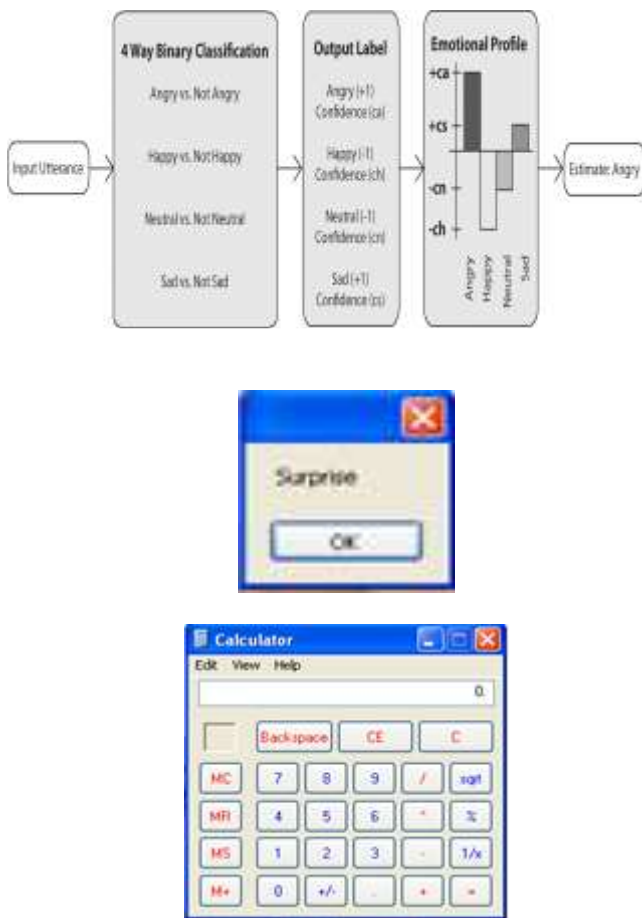 Input Utterance
4 Way Binary Classification
Angry vs. Not Angry
Happy vs. Not Happy
Neutral vs. Not Neutral
Sad vs. Not Sad
Output Label
Angry (+1)
Confidence (ca)
Happy (-1)
Confidence (ch)
Neutral (-1)
Confidence (cn)
Sad (+1)
Confidence (cs)
Emotional Profile
+ca
+cs
-cn
-ch
Angry
Happy
Neutral
Sad
Estimate: Angry
Surprise
OK
Calculator
Edit View Help
0.
Backspace CE C
MC 7 8 9 / sqrt
MR 4 5 6 * %
MS 1 2 3 - 1/x
M+ 0 +/- . + =